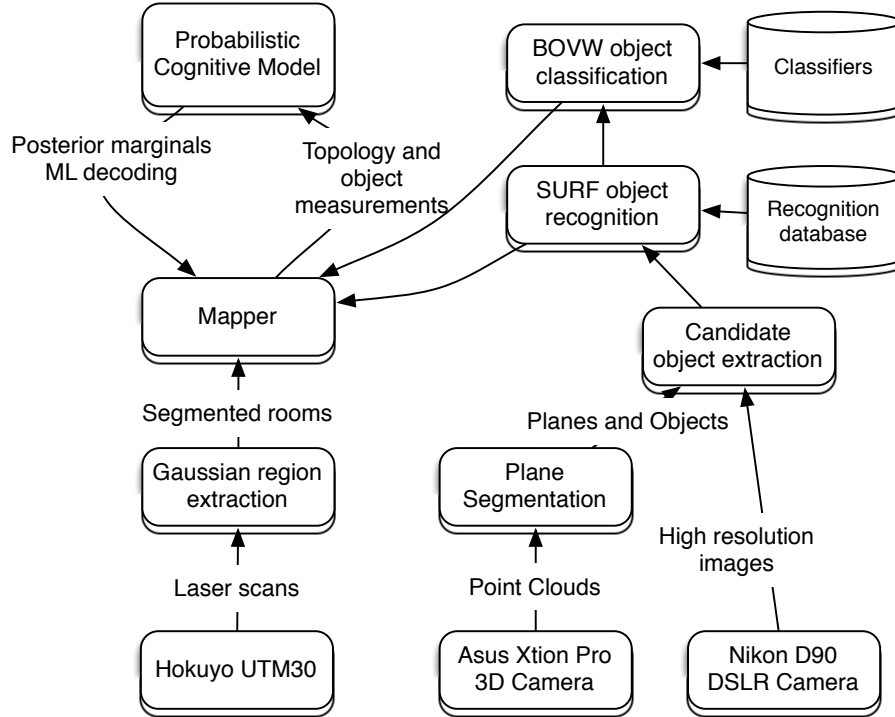 Probabilistic
Cognitive Model
BOVW object
classification
Classifiers
Posterior marginals
ML decoding
Topology and
object
measurements
SURF object
recognition
Recognition
database
Mapper
Candidate
object extraction
Segmented rooms
Planes and Objects
Gaussian region
extraction
Plane
Segmentation
High resolution
images
Laser scans
Point Clouds
Hokuyo UTM30
Asus Xtion Pro
3D Camera
Nikon D90
DSLR Camera